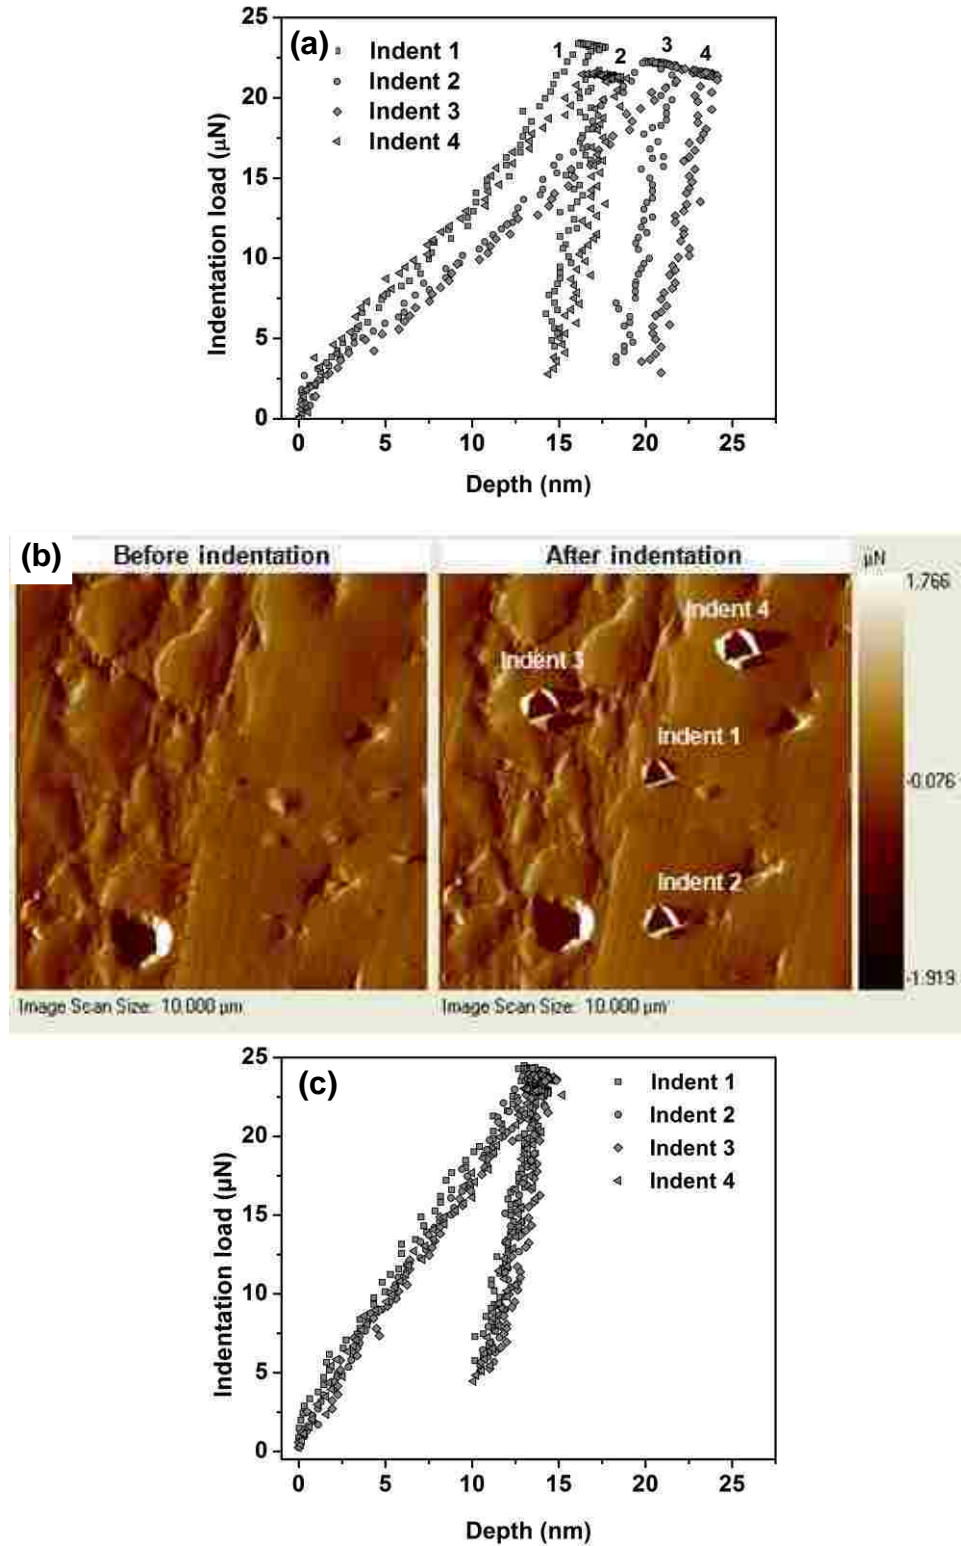 (a)
Indent 1
Indent 2
Indent 3
Indent 4
1
2
3
4
25
20
15
10
5
0
Indentation load (μN)
0 5 10 15 20 25
Depth (nm)
(b)
Before indentation
After indentation
μN
1.766
-0.076
-1.913
Indent 4
Indent 3
Indent 1
Indent 2
Image Scan Size: 10.000 μm
Image Scan Size: 10.000 μm
(c)
Indent 1
Indent 2
Indent 3
Indent 4
25
20
15
10
5
0
Indentation load (μN)
0 5 10 15 20 25
Depth (nm)